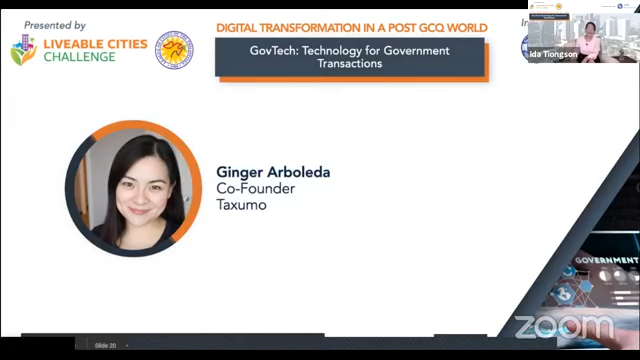 Presented by
LIVEABLE CITIES
CHALLENGE
DIGITAL TRANSFORMATION IN A POST GCQ WORLD
GovTech: Technology for Government
Transactions
In
Ida Tiongson
Ginger Arboleda
Co-Founder
Taxumo
GOVERNMENT
zoom
Slide 20